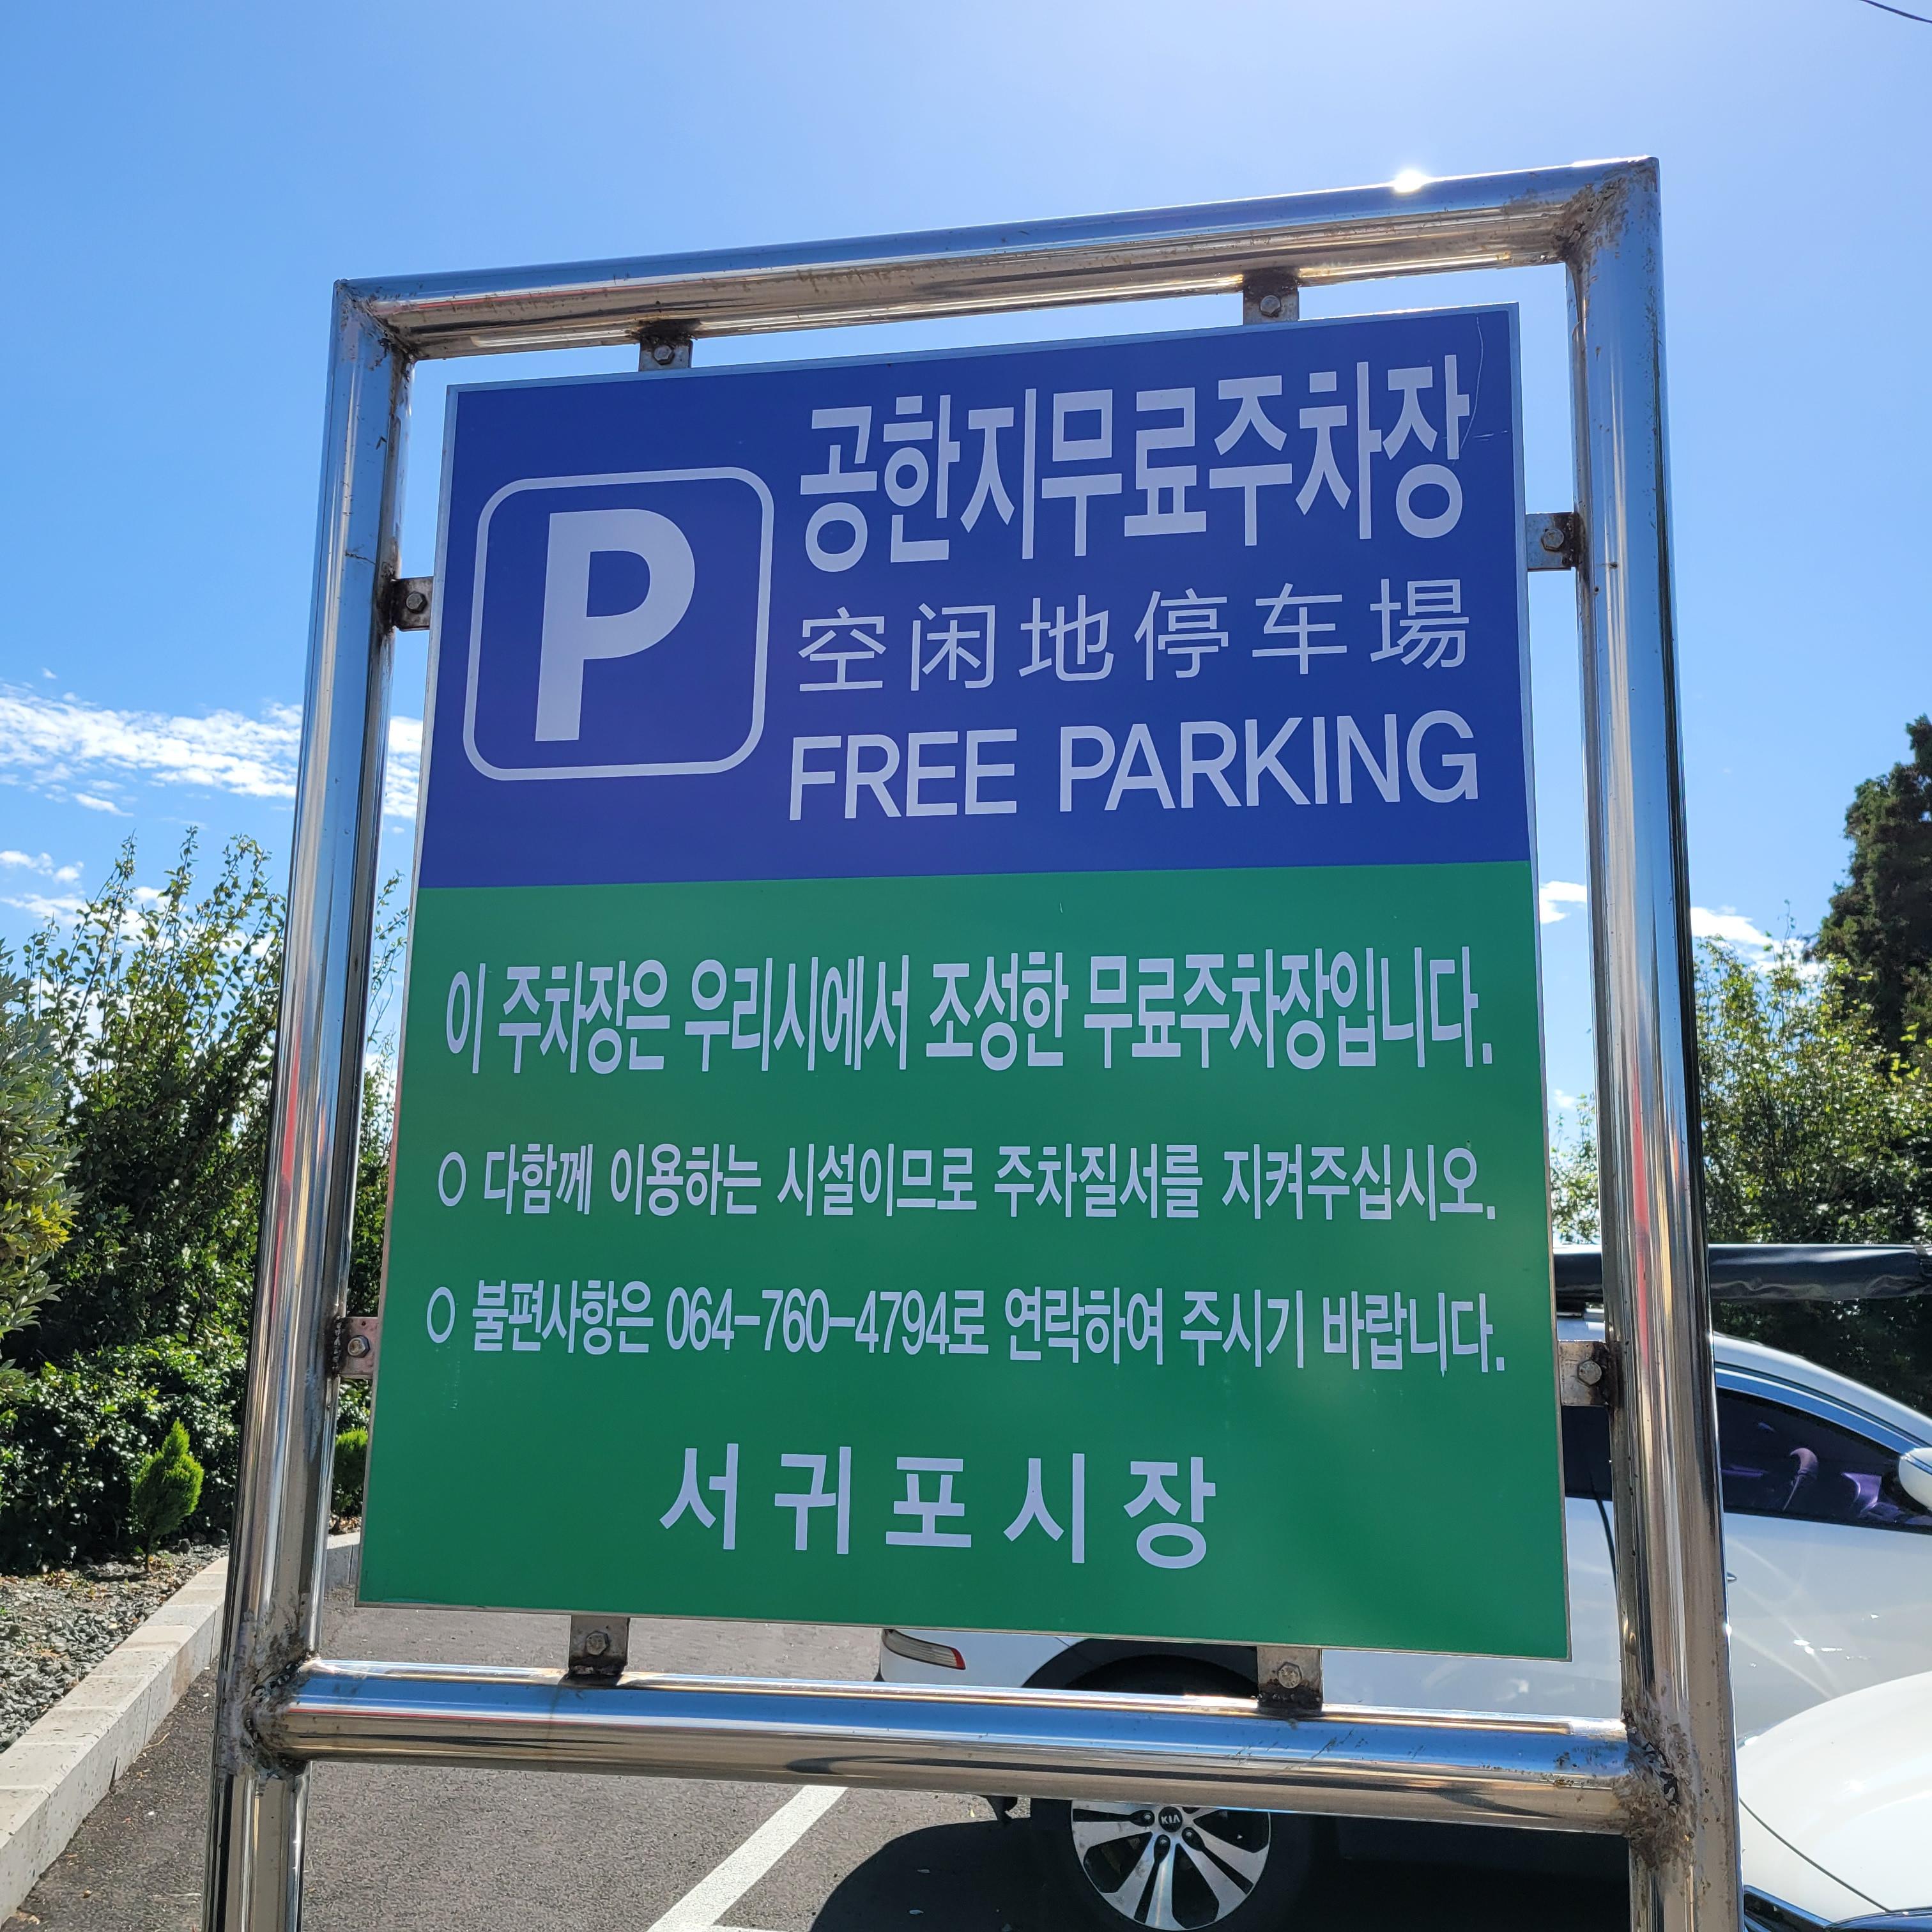 P
공한지무료주차장
空闲地停车場
FREE PARKING
이 주차장은 우리시에서 조성한 무료주차장입니다.
○ 다함께 이용하는 시설이므로 주차질서를 지켜주십시오.
○ 불편사항은 064-760-4794로 연락하여 주시기 바랍니다.
서귀포시장
KIA